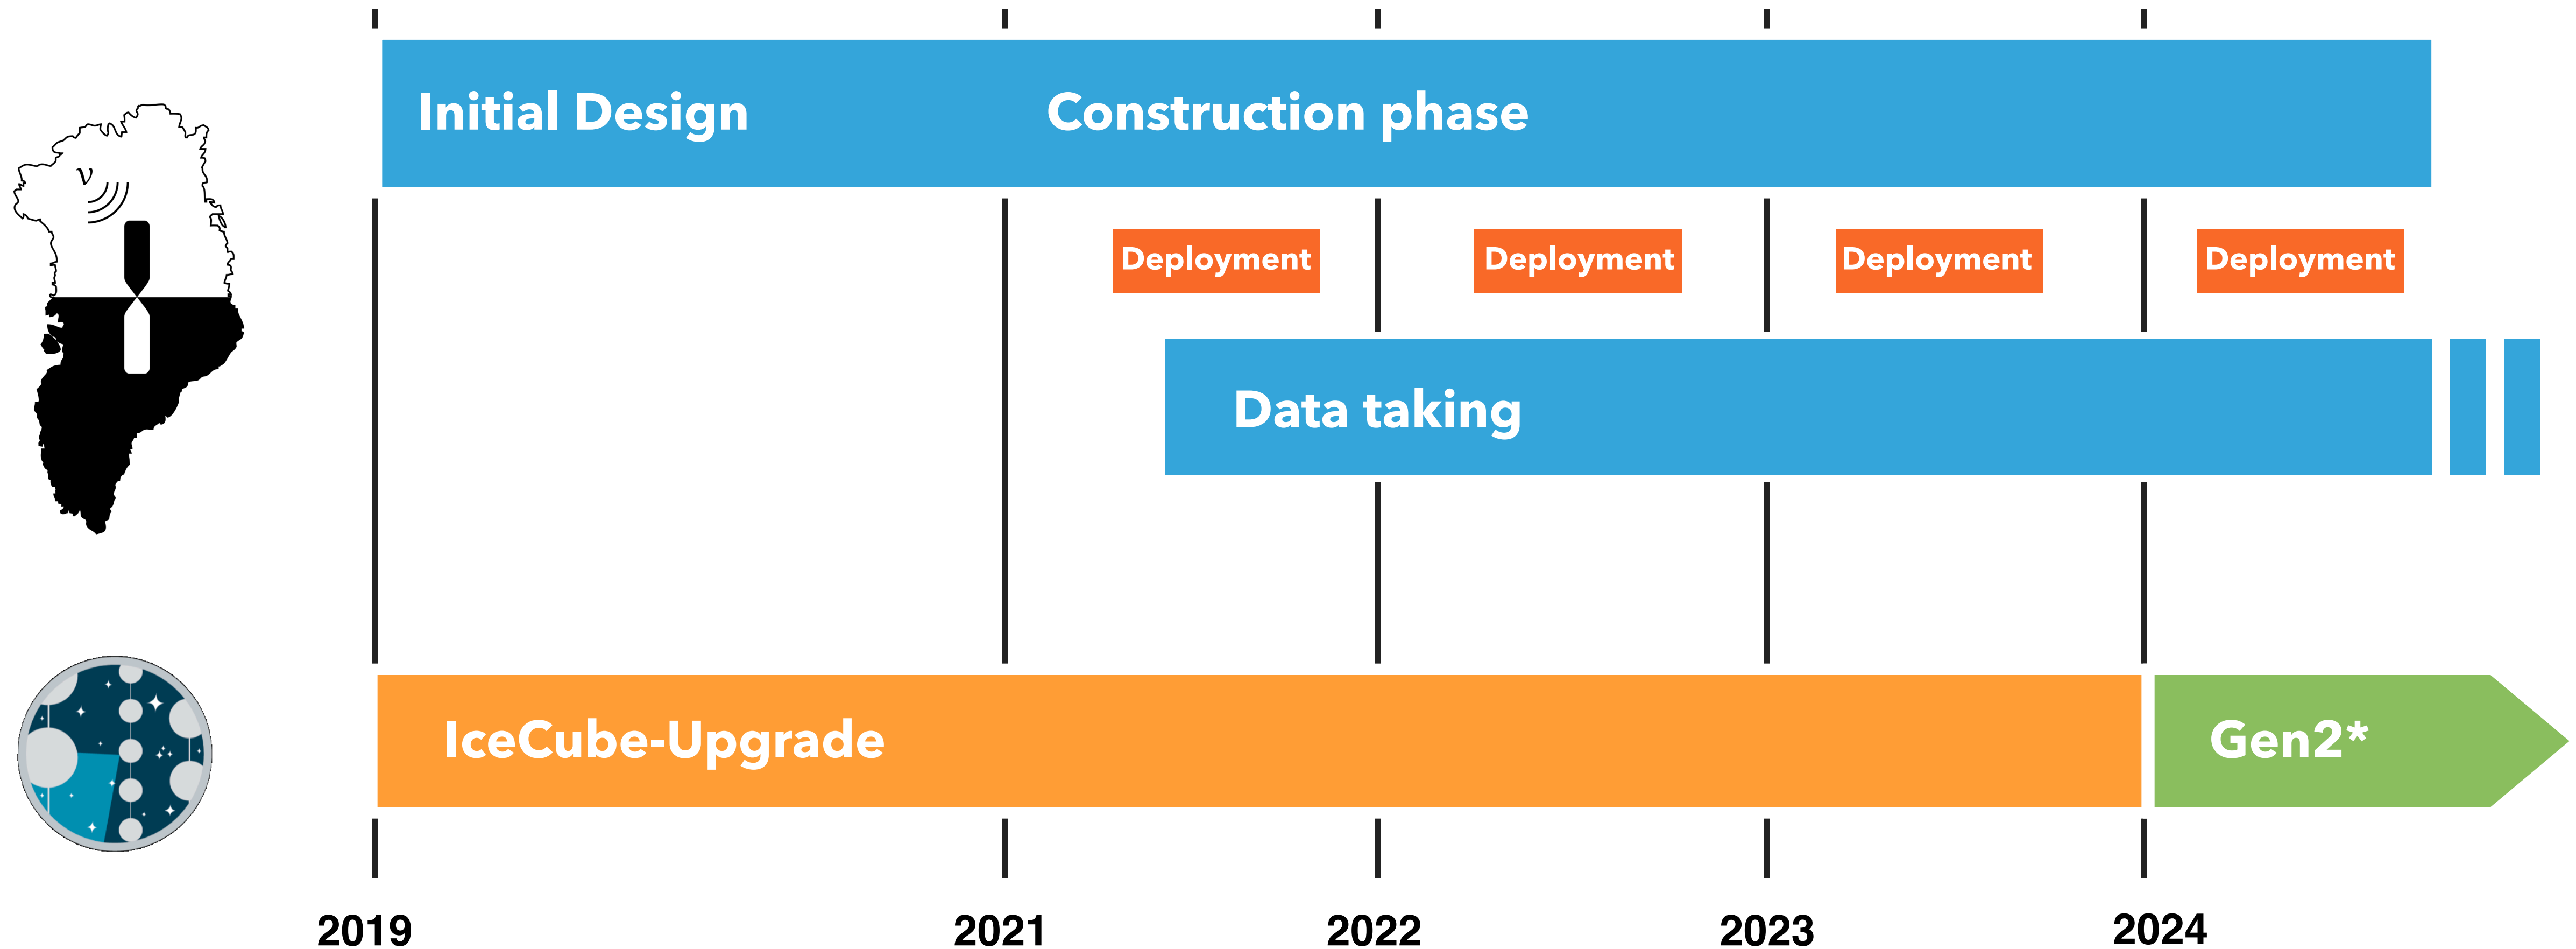 Initial Design
Construction phase
ν
Deployment
Deployment
Deployment
Deployment
Data taking
IceCube-Upgrade
Gen2*
2019
2021
2022
2023
2024